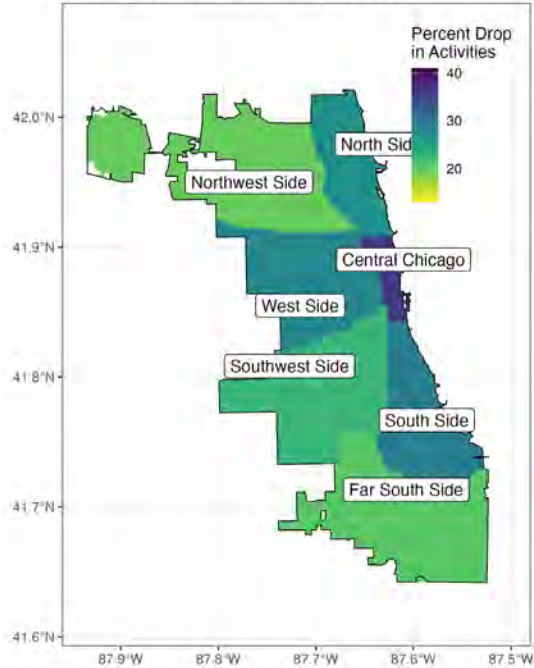 Percent Drop
in Activities
40
30
20
42.0°N
41.9°N
41.8°N
41.7°N
41.6°N
North Sid
Northwest Side
Central Chicago
West Side
Southwest Side
South Side
Far South Side
87.9°W 87.8°W 87.7°W 87.6°W 87.5°W